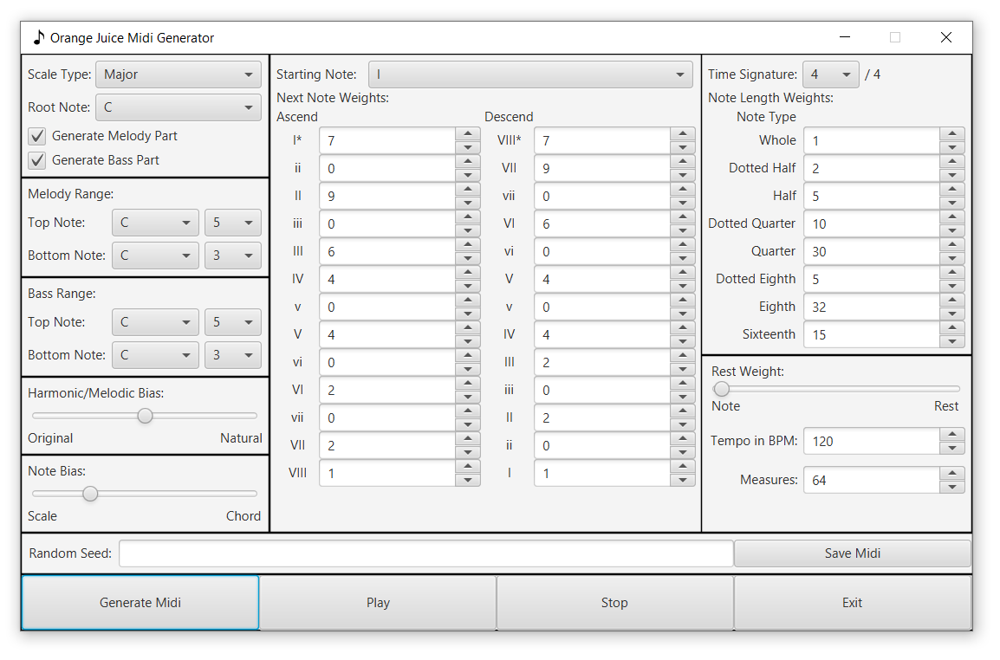 Orange Juice Midi Generator
Scale Type: Major
Root Note: C
Generate Melody Part
Generate Bass Part
Melody Range:
Top Note: C 5
Bottom Note: C 3
Bass Range:
Top Note: C 5
Bottom Note: C 3
Harmonic/Melodic Bias:
Original Natural
Note Bias:
Scale Chord
Starting Note: I
Next Note Weights:
Ascend Descend
I* 7 VIII* 7
ii 0 VII 9
II 9 vii 0
iii 0 VI 6
III 6 vi 0
IV 4 V 4
v 0 v 0
V 4 IV 4
vi 0 III 2
VI 2 iii 0
vii 0 II 2
VII 2 ii 0
VIII 1 I 1
Time Signature: 4 / 4
Note Length Weights:
Note Type
Whole 1
Dotted Half 2
Half 5
Dotted Quarter 10
Quarter 30
Dotted Eighth 5
Eighth 32
Sixteenth 15
Rest Weight:
Note Rest
Tempo in BPM: 120
Measures: 64
Random Seed: Save Midi
Generate Midi Play Stop Exit